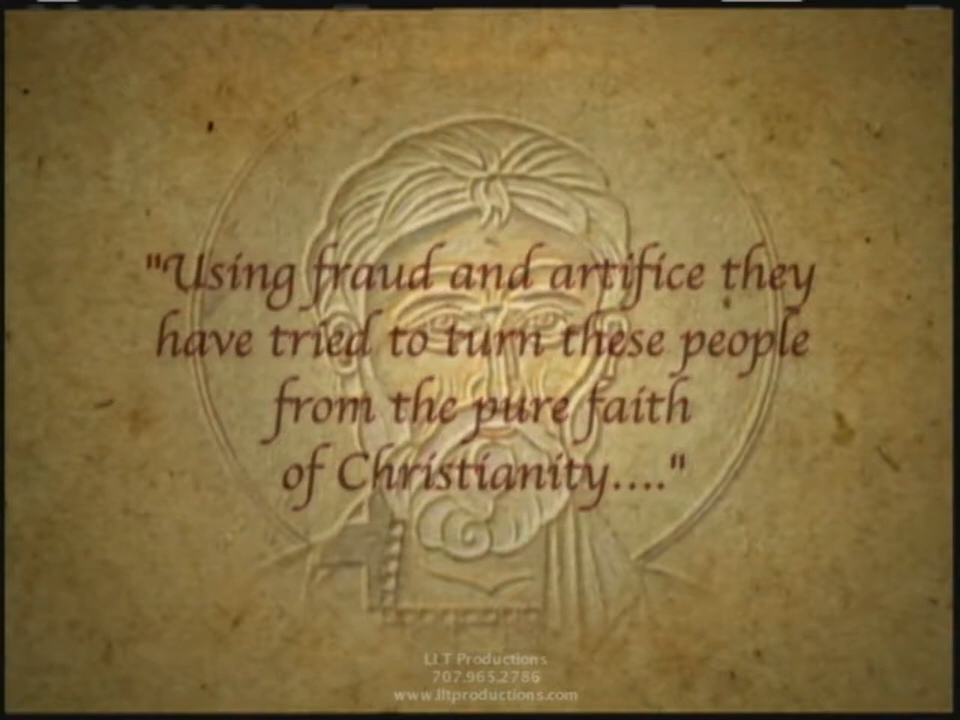 "Using fraud and artifice they
have tried to turn these people
from the pure faith
of Christianity...."
LLT Productions
707.965.2786
www.lltproductions.com